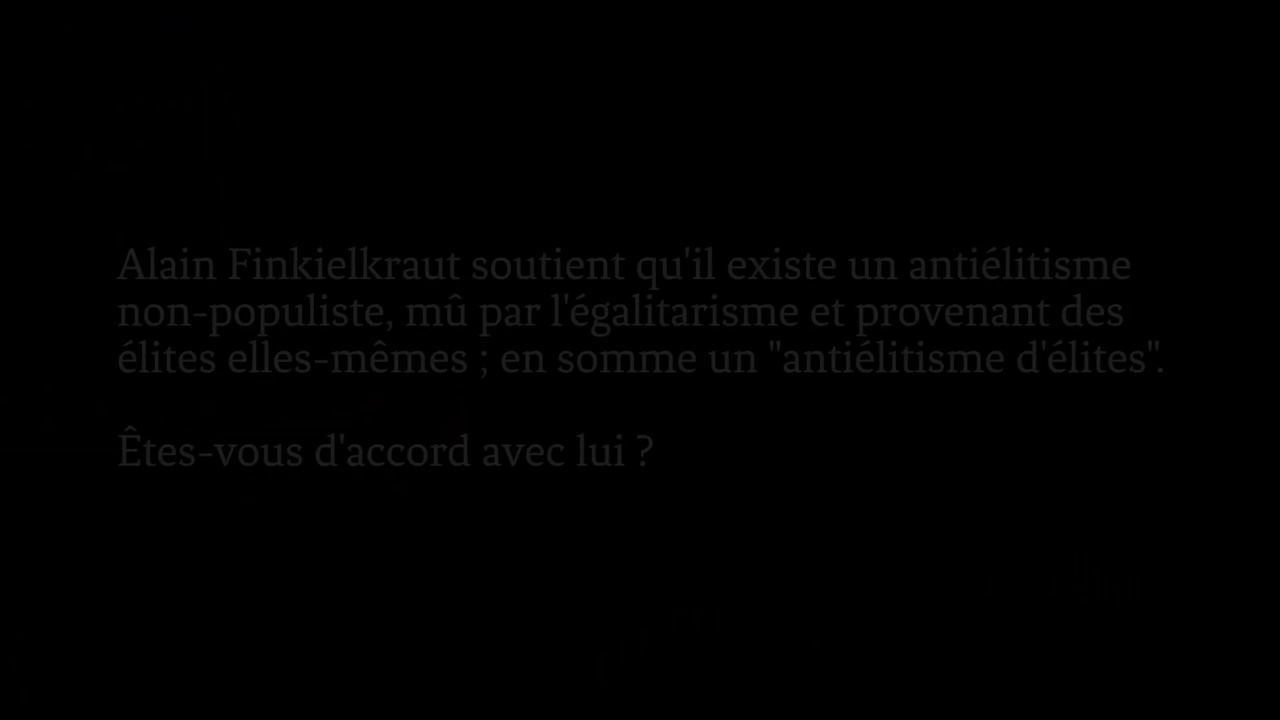 Alain Finkielkraut soutient qu'il existe un antiélitisme
non-populiste, mû par l'égalitarisme et provenant des
élites elles-mêmes ; en somme un "antiélitisme d'élites".
Êtes-vous d'accord avec lui ?